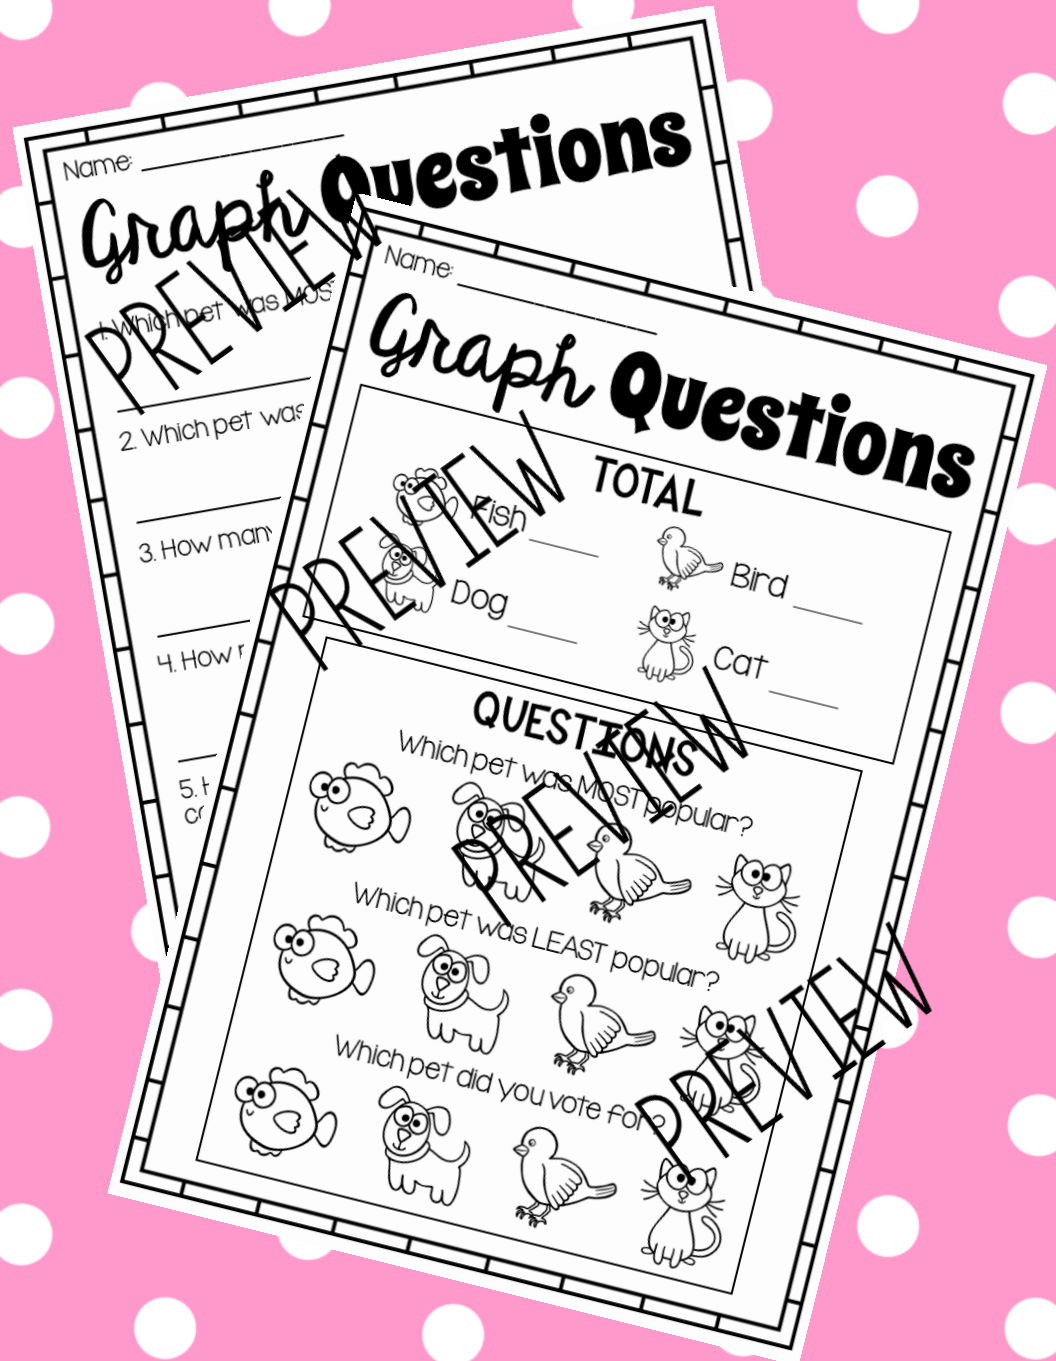 Name:
Graph Questions
1. Which pet was MOS
2. Which pet was
3. How many
4. How
5.
Name:
Graph Questions
TOTAL
Fish
Bird
Dog
Cat
QUESTIONS
Which pet was MOST popular?
Which pet was LEAST popular?
Which pet did you vote for?
PREVIEW
PREVIEW
PREVIEW
PREVIEW